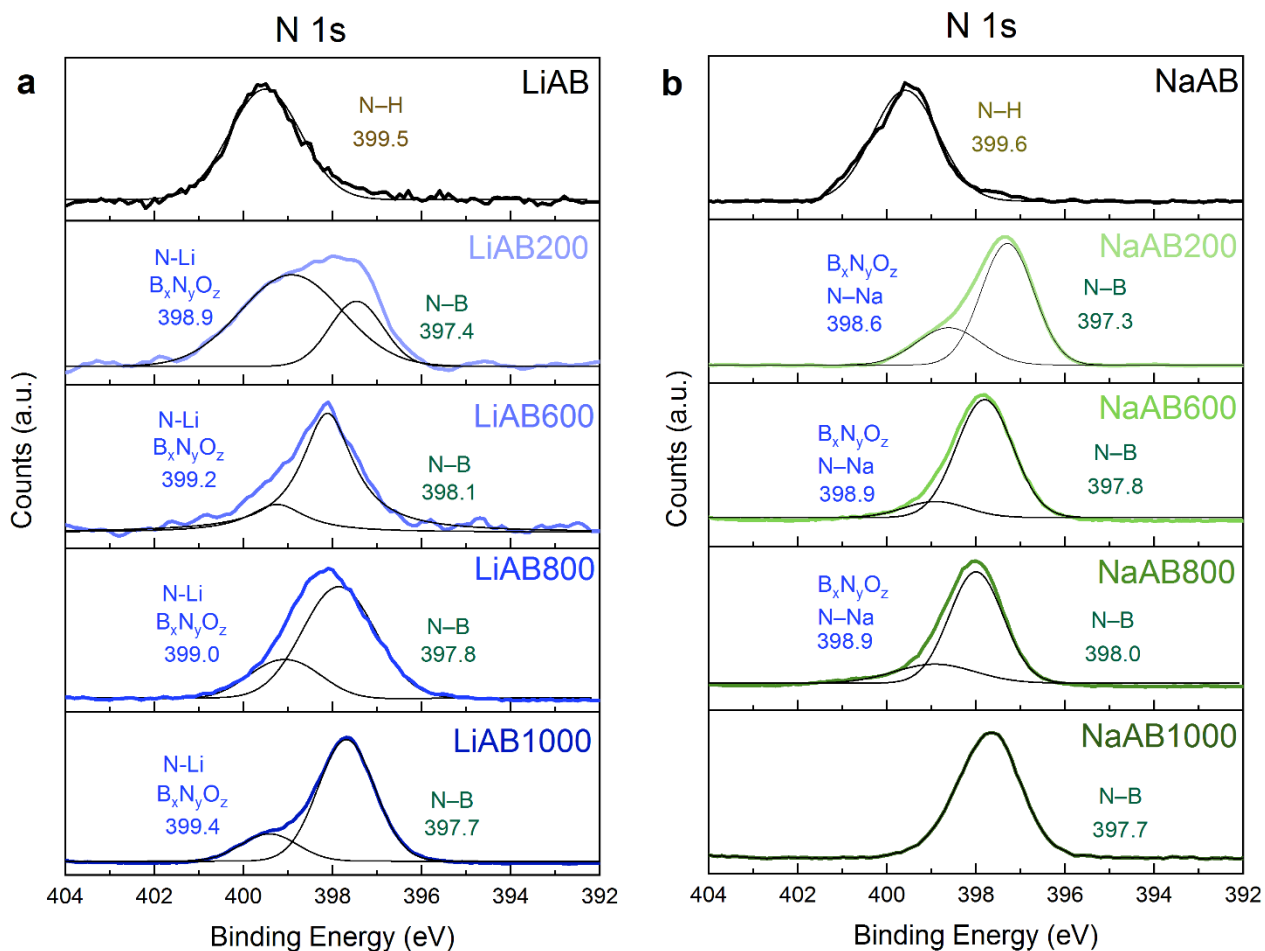 N 1s
a
LiAB
N–H
399.5
LiAB200
N-Li
BxNyOz
398.9
N–B
397.4
LiAB600
N-Li
BxNyOz
399.2
N–B
398.1
LiAB800
N-Li
BxNyOz
399.0
N–B
397.8
LiAB1000
N-Li
BxNyOz
399.4
N–B
397.7
Counts (a.u.)
404 402 400 398 396 394 392
Binding Energy (eV)
N 1s
b
NaAB
N–H
399.6
NaAB200
BxNyOz
N–Na
398.6
N–B
397.3
NaAB600
BxNyOz
N–Na
398.9
N–B
397.8
NaAB800
BxNyOz
N–Na
398.9
N–B
398.0
NaAB1000
N–B
397.7
Counts (a.u.)
404 402 400 398 396 394 392
Binding Energy (eV)